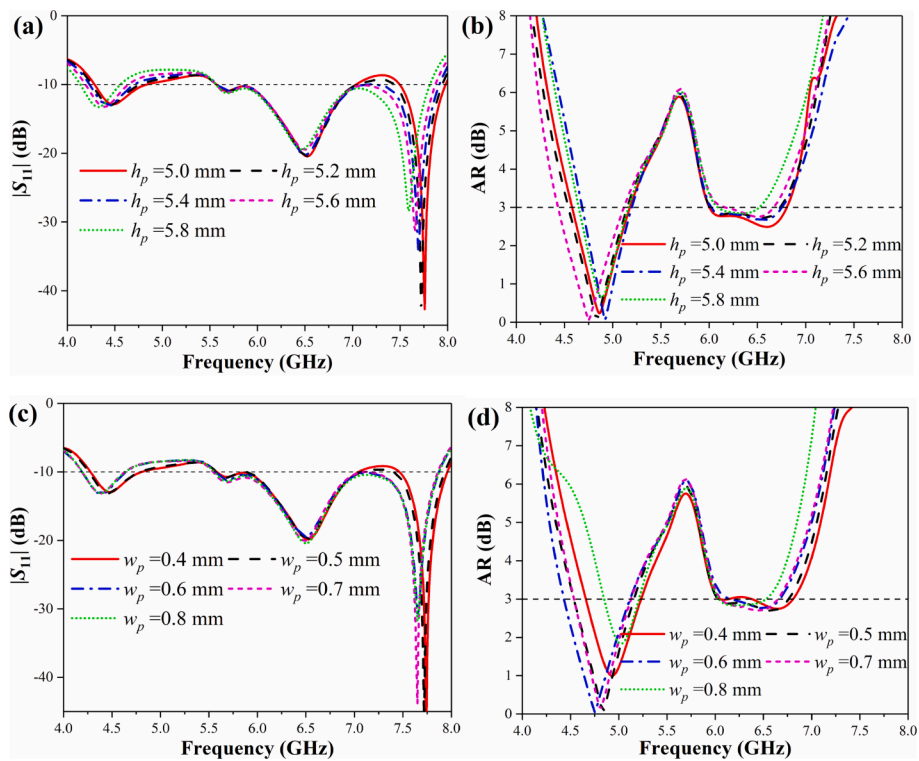 (a)
0
-10
-20
-30
-40
|S11| (dB)
hp =5.0 mm hp =5.2 mm
hp =5.4 mm hp =5.6 mm
hp =5.8 mm
4.0 4.5 5.0 5.5 6.0 6.5 7.0 7.5 8.0
Frequency (GHz)
(b)
8
7
6
5
4
3
2
1
0
AR (dB)
hp =5.0 mm hp =5.2 mm
hp =5.4 mm hp =5.6 mm
hp =5.8 mm
4.0 4.5 5.0 5.5 6.0 6.5 7.0 7.5 8.0
Frequency (GHz)
(c)
0
-10
-20
-30
-40
|S11| (dB)
wp =0.4 mm wp =0.5 mm
wp =0.6 mm wp =0.7 mm
wp =0.8 mm
4.0 4.5 5.0 5.5 6.0 6.5 7.0 7.5 8.0
Frequency (GHz)
(d)
8
7
6
5
4
3
2
1
0
AR (dB)
wp =0.4 mm wp =0.5 mm
wp =0.6 mm wp =0.7 mm
wp =0.8 mm
4.0 4.5 5.0 5.5 6.0 6.5 7.0 7.5 8.0
Frequency (GHz)